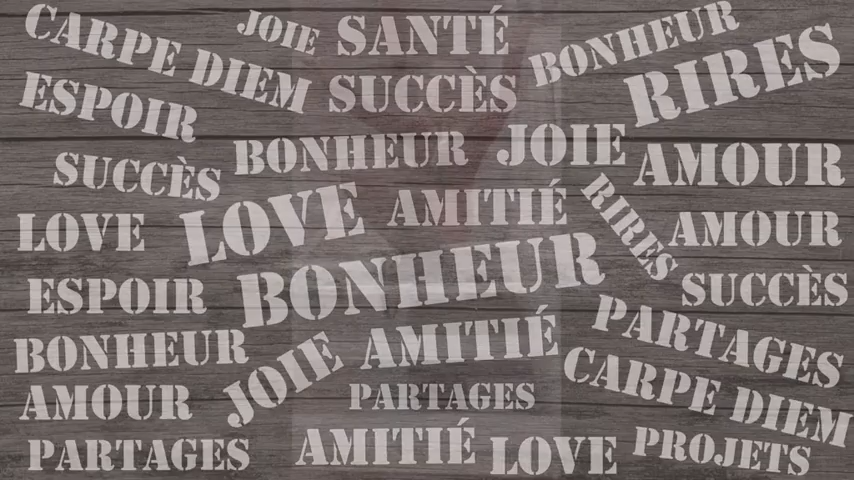 CARPE DIEM
JOIE
SANTÉ
BONHEUR
RIRES
ESPOIR
SUCCÈS
BONHEUR
JOIE
AMOUR
SUCCÈS
LOVE
LOVE
AMITIÉ
RIRES
AMOUR
ESPOIR
BONHEUR
SUCCÈS
BONHEUR
JOIE
AMITIÉ
PARTAGES
AMOUR
PARTAGES
CARPE DIEM
PARTAGES
AMITIÉ
LOVE
PROJETS